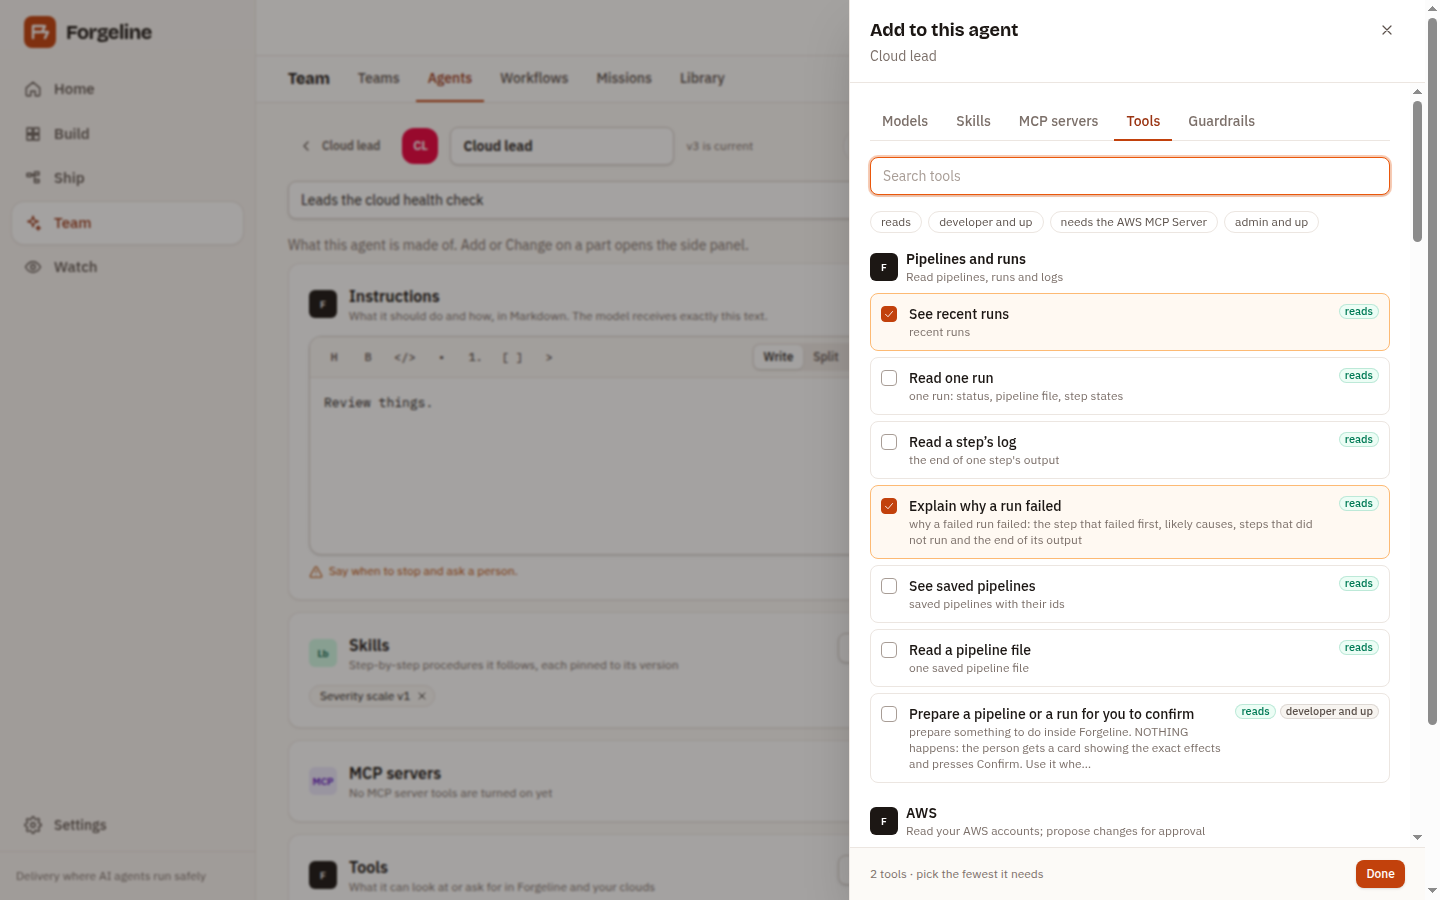 Forgeline
Home
Build
Ship
Team
Watch
Settings
Delivery where AI agents run safely
Team
Teams
Agents
Workflows
Missions
Library
Cloud lead
CL
Cloud lead
v3 is current
Leads the cloud health check
What this agent is made of. Add or Change on a part opens the side panel.
F
Instructions
What it should do and how, in Markdown. The model receives exactly this text.
H B </> • 1. [ ] >
Write
Split
Review things.
Say when to stop and ask a person.
Lb
Skills
Step-by-step procedures it follows, each pinned to its version
Severity scale v1 ×
MCP
MCP servers
No MCP server tools are turned on yet
F
Tools
What it can look at or ask for in Forgeline and your clouds
Add to this agent
Cloud lead
Models
Skills
MCP servers
Tools
Guardrails
Search tools
reads
developer and up
needs the AWS MCP Server
admin and up
F
Pipelines and runs
Read pipelines, runs and logs
See recent runs
reads
recent runs
Read one run
reads
one run: status, pipeline file, step states
Read a step’s log
reads
the end of one step's output
Explain why a run failed
reads
why a failed run failed: the step that failed first, likely causes, steps that did
not run and the end of its output
See saved pipelines
reads
saved pipelines with their ids
Read a pipeline file
reads
one saved pipeline file
Prepare a pipeline or a run for you to confirm
reads
developer and up
prepare something to do inside Forgeline. NOTHING
happens: the person gets a card showing the exact effects
and presses Confirm. Use it whe...
F
AWS
Read your AWS accounts; propose changes for approval
2 tools · pick the fewest it needs
Done